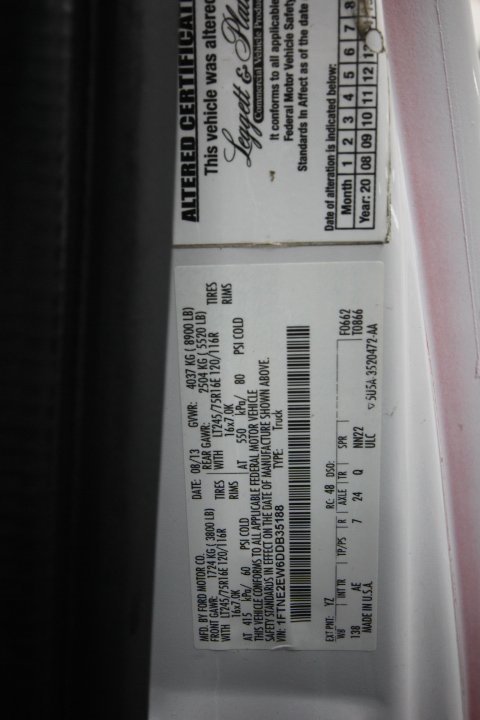 ALTERED CERTIFICAT
This vehicle was altered
Leggett & Plat
Commercial Vehicle Produc
It conforms to all applicable
Federal Motor Vehicle Safety
Standards In Affect as of the date
Date of alteration is indicated below:
Month 1 2 3 4 5 6 7 8
Year: 20 08 09 10 11 12
MFD. BY FORD MOTOR CO.
DATE: 08/13 GVWR: 4037 KG ( 8900 LB)
FRONT GAWR: 1724 KG ( 3800 LB) REAR GAWR: 2504 KG ( 5520 LB)
WITH LT245/75R16E 120/116R TIRES WITH LT245/75R16E 120/116R TIRES
16x7.0K RIMS 16x7.0K RIMS
AT 415 kPa/ 60 PSI COLD AT 550 kPa/ 80 PSI COLD
THIS VEHICLE CONFORMS TO ALL APPLICABLE FEDERAL MOTOR VEHICLE
SAFETY STANDARDS IN EFFECT ON THE DATE OF MANUFACTURE SHOWN ABOVE.
VIN: 1FTNE2EW6DDB35188 TYPE: Truck
EXT PNT: YZ RC: 48 DSO: F0662
WB INT TR TP/PS R AXLE TR SPR T0866
138 AE 7 24 Q NN22
ULC
MADE IN U.S.A. 5U5A-3520472-AA